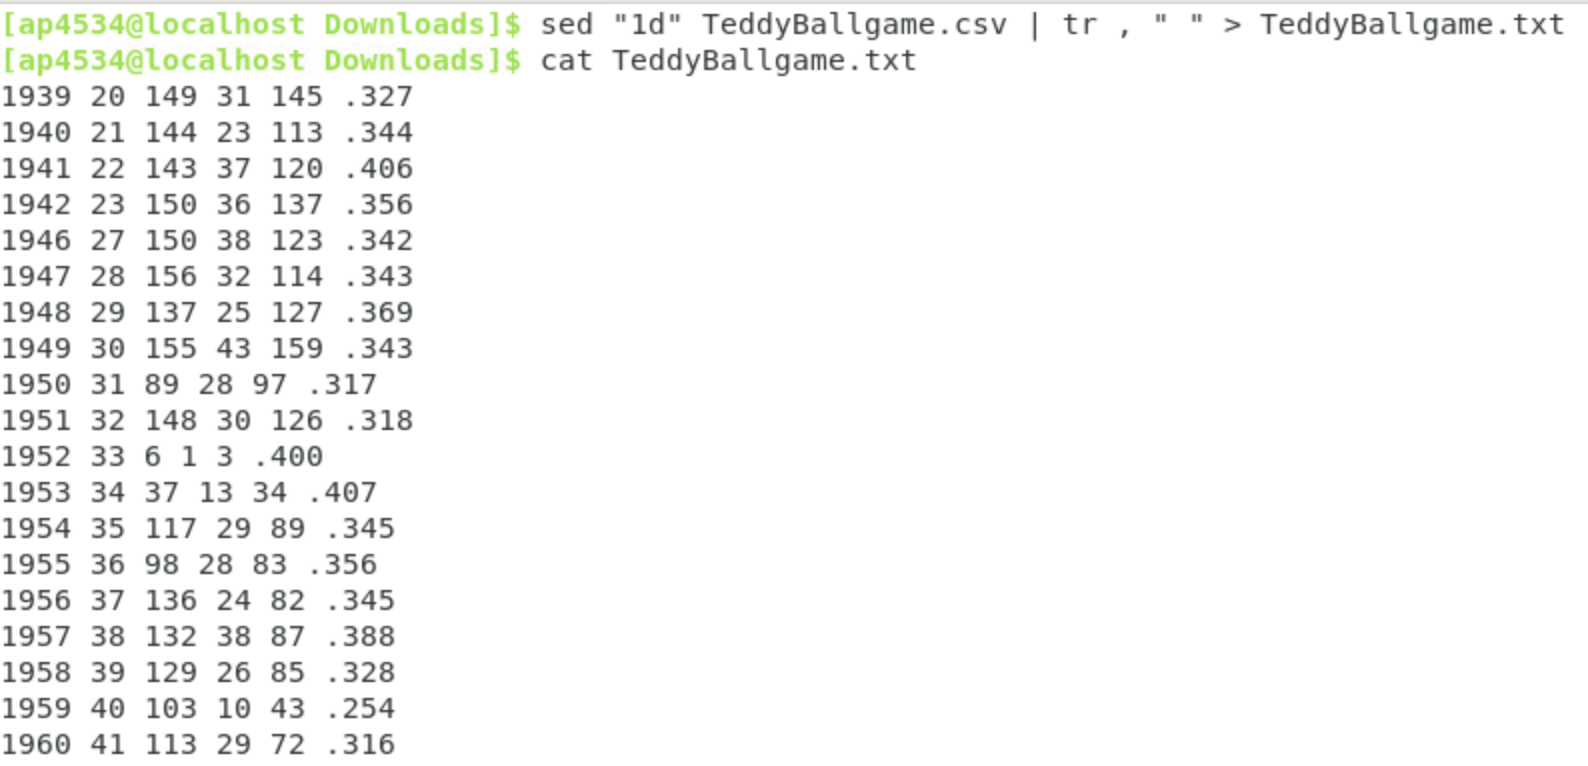 [ap4534@localhost Downloads]$ sed "1d" TeddyBallgame.csv | tr , " " > TeddyBallgame.txt
[ap4534@localhost Downloads]$ cat TeddyBallgame.txt
1939 20 149 31 145 .327
1940 21 144 23 113 .344
1941 22 143 37 120 .406
1942 23 150 36 137 .356
1946 27 150 38 123 .342
1947 28 156 32 114 .343
1948 29 137 25 127 .369
1949 30 155 43 159 .343
1950 31 89 28 97 .317
1951 32 148 30 126 .318
1952 33 6 1 3 .400
1953 34 37 13 34 .407
1954 35 117 29 89 .345
1955 36 98 28 83 .356
1956 37 136 24 82 .345
1957 38 132 38 87 .388
1958 39 129 26 85 .328
1959 40 103 10 43 .254
1960 41 113 29 72 .316